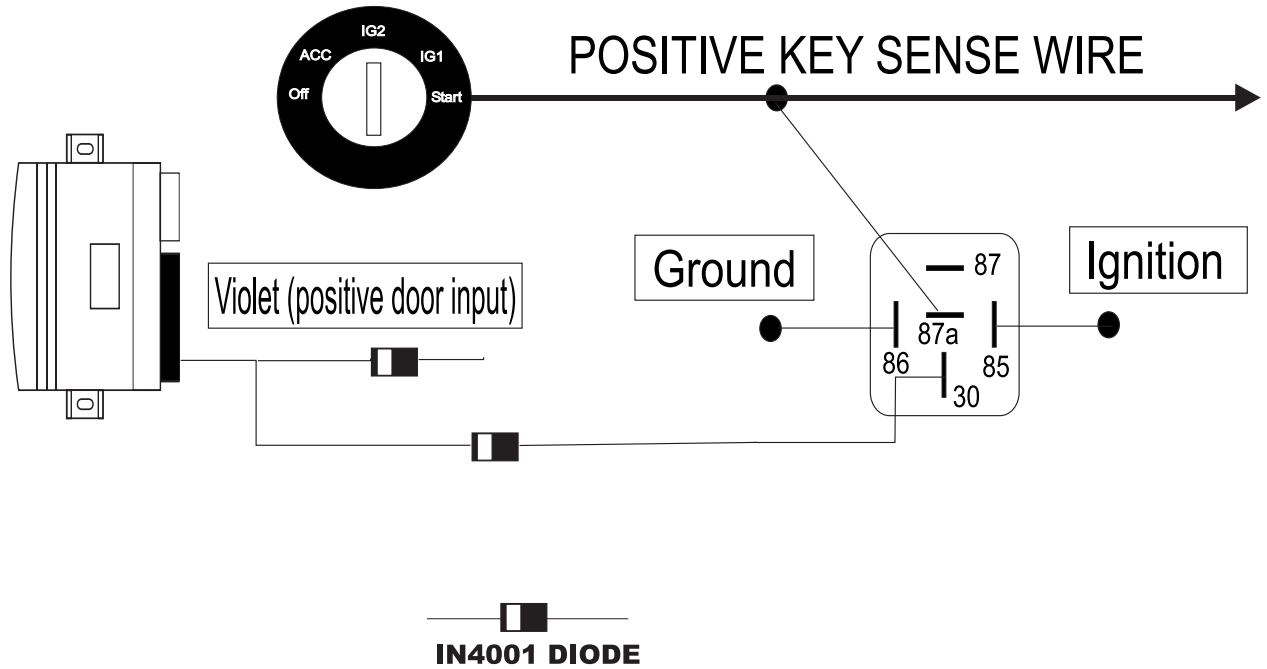 IG2
ACC
IG1
Off
Start
POSITIVE KEY SENSE WIRE
Violet (positive door input)
Ground
Ignition
87
87a
86
85
30
IN4001 DIODE